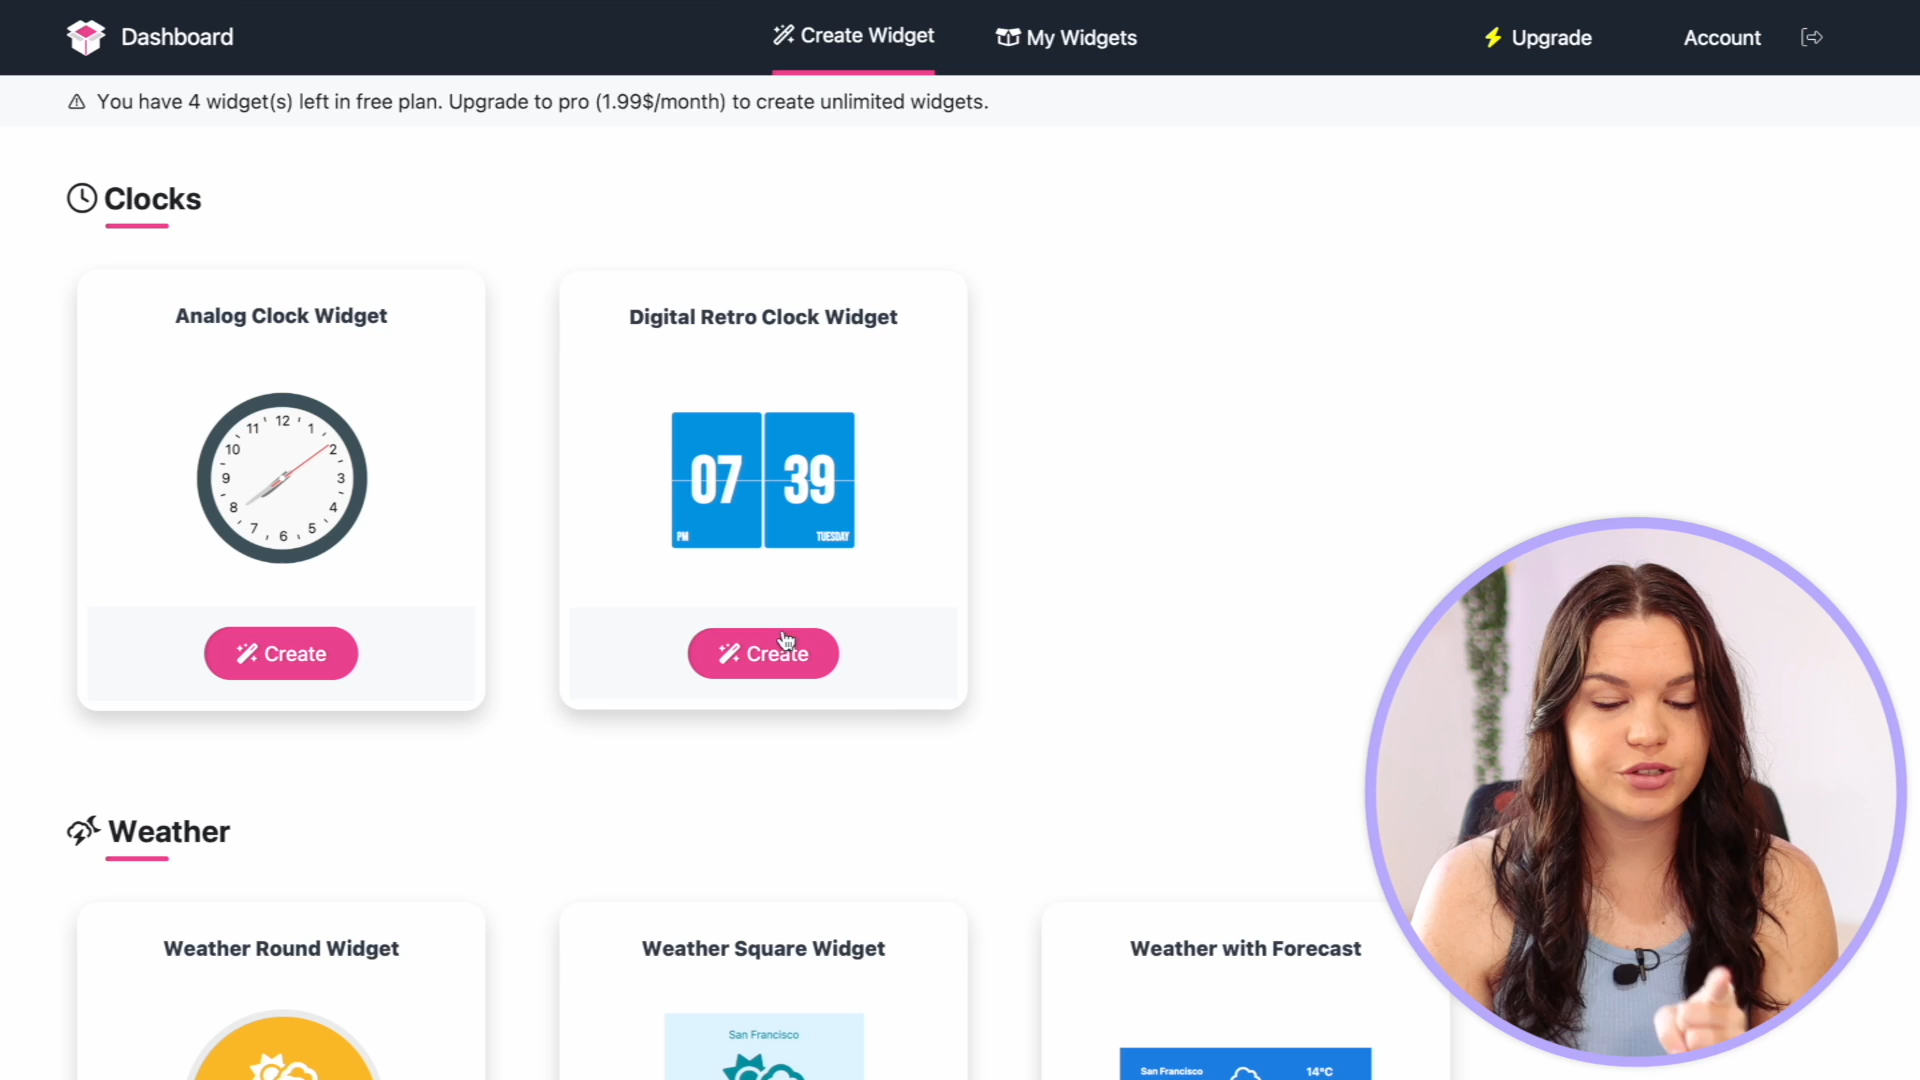 Dashboard
Create Widget
My Widgets
Upgrade
Account
You have 4 widget(s) left in free plan. Upgrade to pro (1.99$/month) to create unlimited widgets.
Clocks
Analog Clock Widget
12
1
2
3
4
5
6
7
8
9
10
11
Create
Digital Retro Clock Widget
07
39
PM
TUESDAY
Create
Weather
Weather Round Widget
Weather Square Widget
San Francisco
Weather with Forecast
San Francisco
14°C